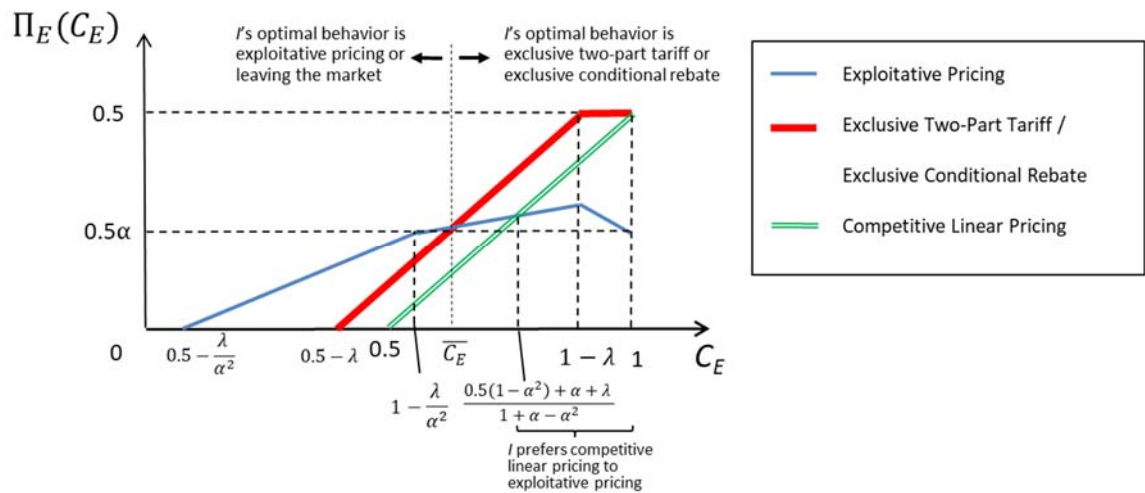 Π_E(C_E)
I's optimal behavior is
exploitative pricing or
leaving the market
I's optimal behavior is
exclusive two-part tariff or
exclusive conditional rebate
Exploitative Pricing
Exclusive Two-Part Tariff /
Exclusive Conditional Rebate
Competitive Linear Pricing
0.5
0.5α
0
0.5 − λ/α²
0.5 − λ
0.5
\overline{C_E}
1 − λ
1
C_E
1 − λ/α²
(0.5(1−α²)+α+λ)/(1+α−α²)
I prefers competitive
linear pricing to
exploitative pricing